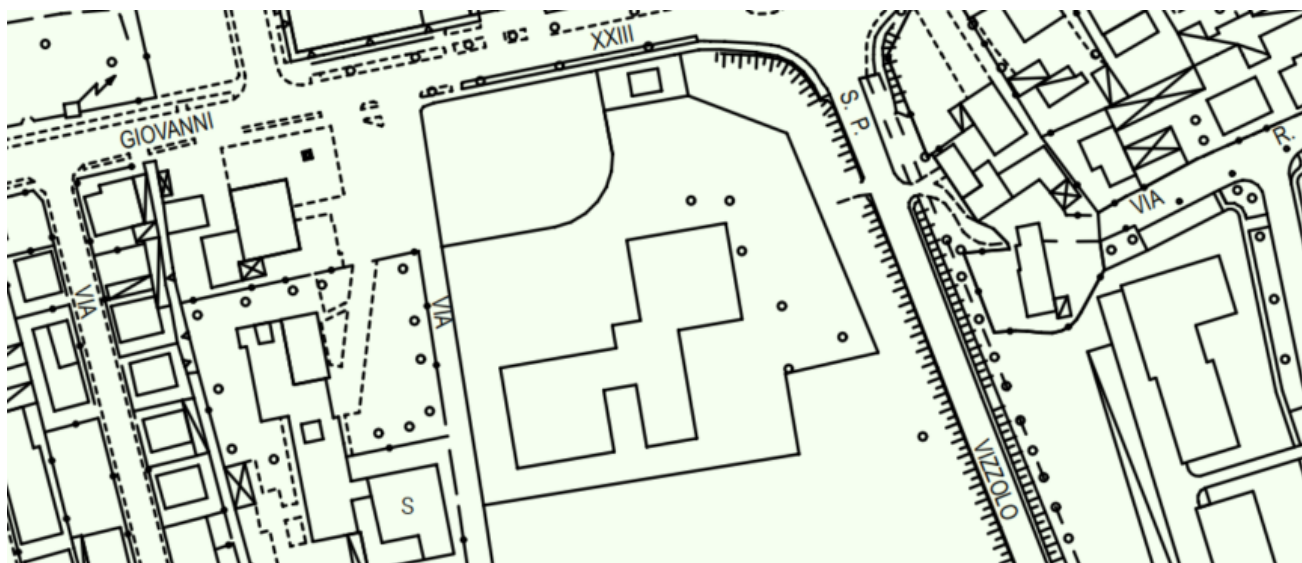 XXIII
GIOVANNI
S. P.
VIA
R.
VIA
VIA
VIZZOLO
S